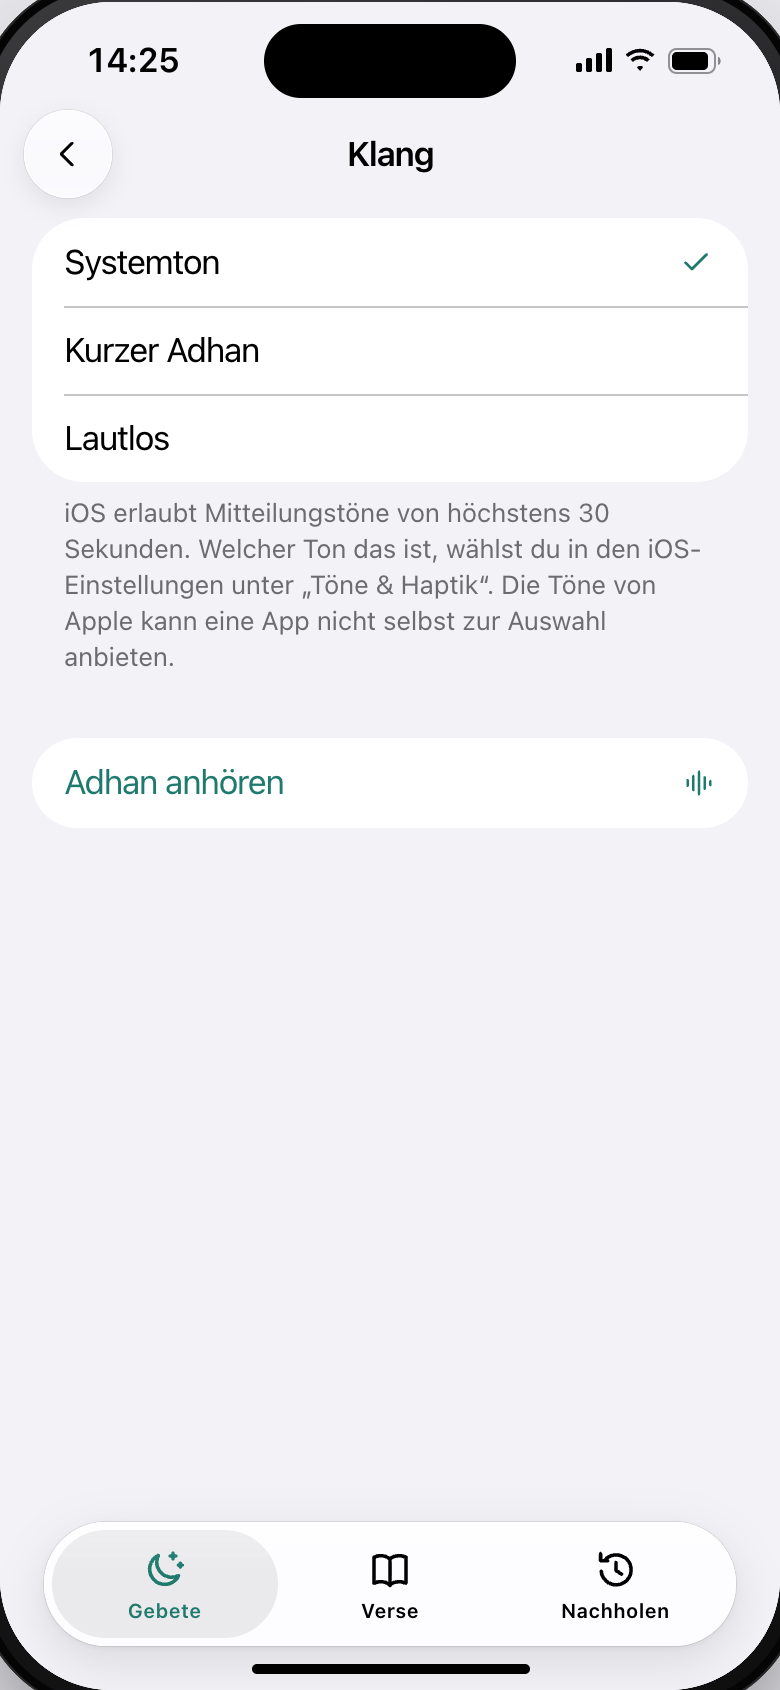 14:25
Klang
Systemton
Kurzer Adhan
Lautlos
iOS erlaubt Mitteilungstöne von höchstens 30
Sekunden. Welcher Ton das ist, wählst du in den iOS-
Einstellungen unter „Töne & Haptik“. Die Töne von
Apple kann eine App nicht selbst zur Auswahl
anbieten.
Adhan anhören
Gebete
Verse
Nachholen